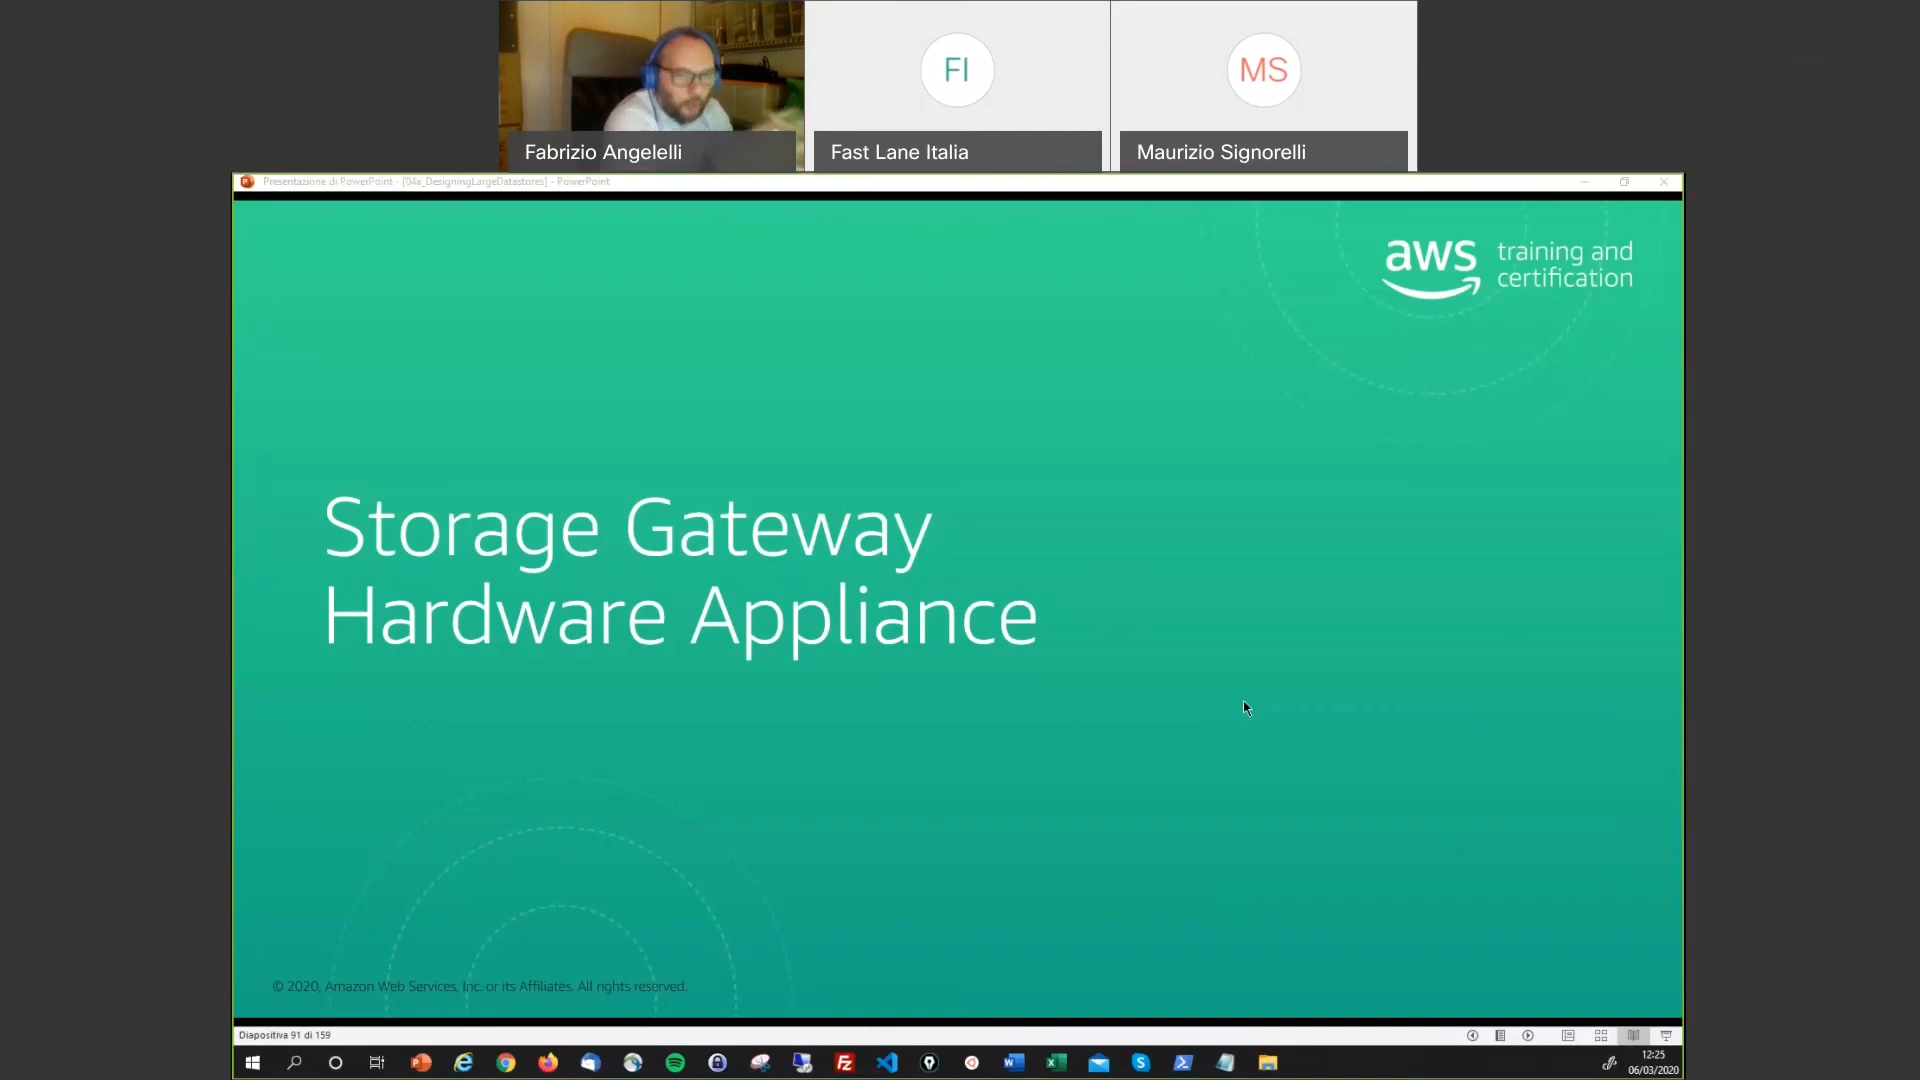 FI
MS
Fabrizio Angelelli
Fast Lane Italia
Maurizio Signorelli
Presentazione di PowerPoint - [04a_DesigningLargeDatastores] - PowerPoint
aws training and
certification
Storage Gateway
Hardware Appliance
© 2020, Amazon Web Services, Inc. or its Affiliates. All rights reserved.
Diapositiva 91 di 159
12:25
06/03/2020